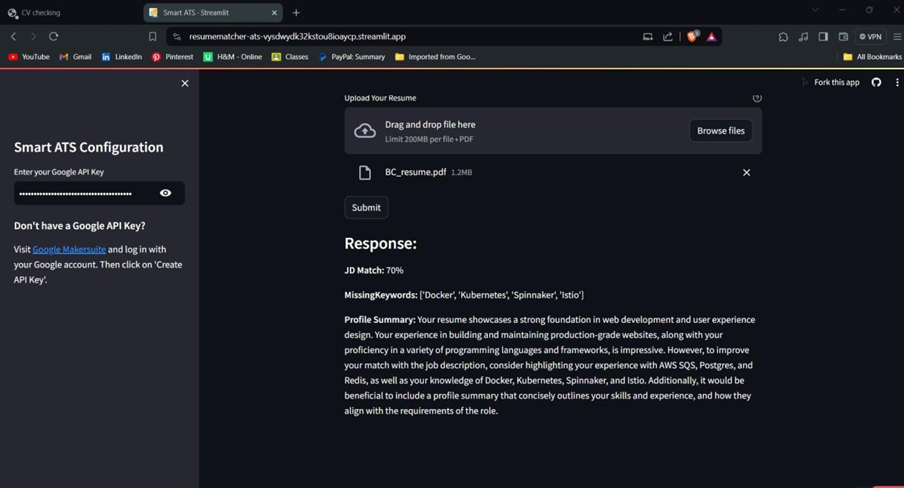 CV checking
Smart ATS - Streamlit
resumematcher-ats-vysdwydk32kstou8ioaycp.streamlit.app
VPN
YouTube
Gmail
LinkedIn
Pinterest
H&M - Online
Classes
PayPal: Summary
Imported from Goo...
All Bookmarks
Fork this app
Smart ATS Configuration
Enter your Google API Key
Don't have a Google API Key?
Visit Google Makersuite and log in with
your Google account. Then click on 'Create
API Key'.
Upload Your Resume
Drag and drop file here
Limit 200MB per file • PDF
Browse files
BC_resume.pdf 1.2MB
Submit
Response:
JD Match: 70%
MissingKeywords: ['Docker', 'Kubernetes', 'Spinnaker', 'Istio']
Profile Summary: Your resume showcases a strong foundation in web development and user experience
design. Your experience in building and maintaining production-grade websites, along with your
proficiency in a variety of programming languages and frameworks, is impressive. However, to improve
your match with the job description, consider highlighting your experience with AWS SQS, Postgres, and
Redis, as well as your knowledge of Docker, Kubernetes, Spinnaker, and Istio. Additionally, it would be
beneficial to include a profile summary that concisely outlines your skills and experience, and how they
align with the requirements of the role.